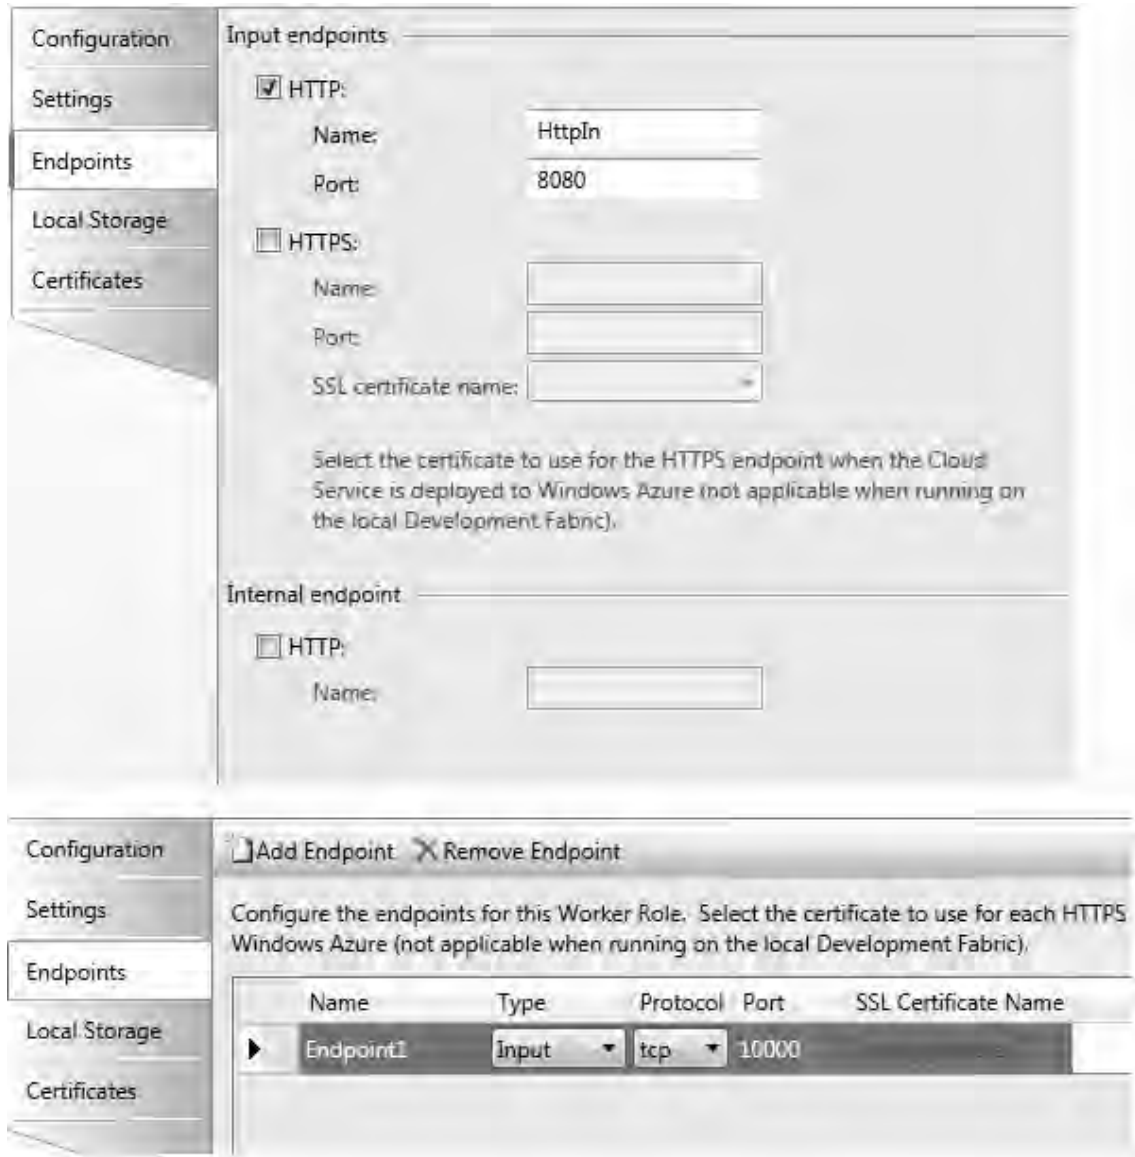 Configuration
Settings
Endpoints
Local Storage
Certificates
Input endpoints
HTTP:
Name: HttpIn
Port: 8080
HTTPS:
Name:
Port:
SSL certificate name:
Select the certificate to use for the HTTPS endpoint when the Cloud
Service is deployed to Windows Azure (not applicable when running on
the local Development Fabric).
Internal endpoint
HTTP:
Name:
Configuration
Settings
Endpoints
Local Storage
Certificates
Add Endpoint Remove Endpoint
Configure the endpoints for this Worker Role. Select the certificate to use for each HTTPS
Windows Azure (not applicable when running on the local Development Fabric).
Name Type Protocol Port SSL Certificate Name
Endpoint1 Input tcp 10000